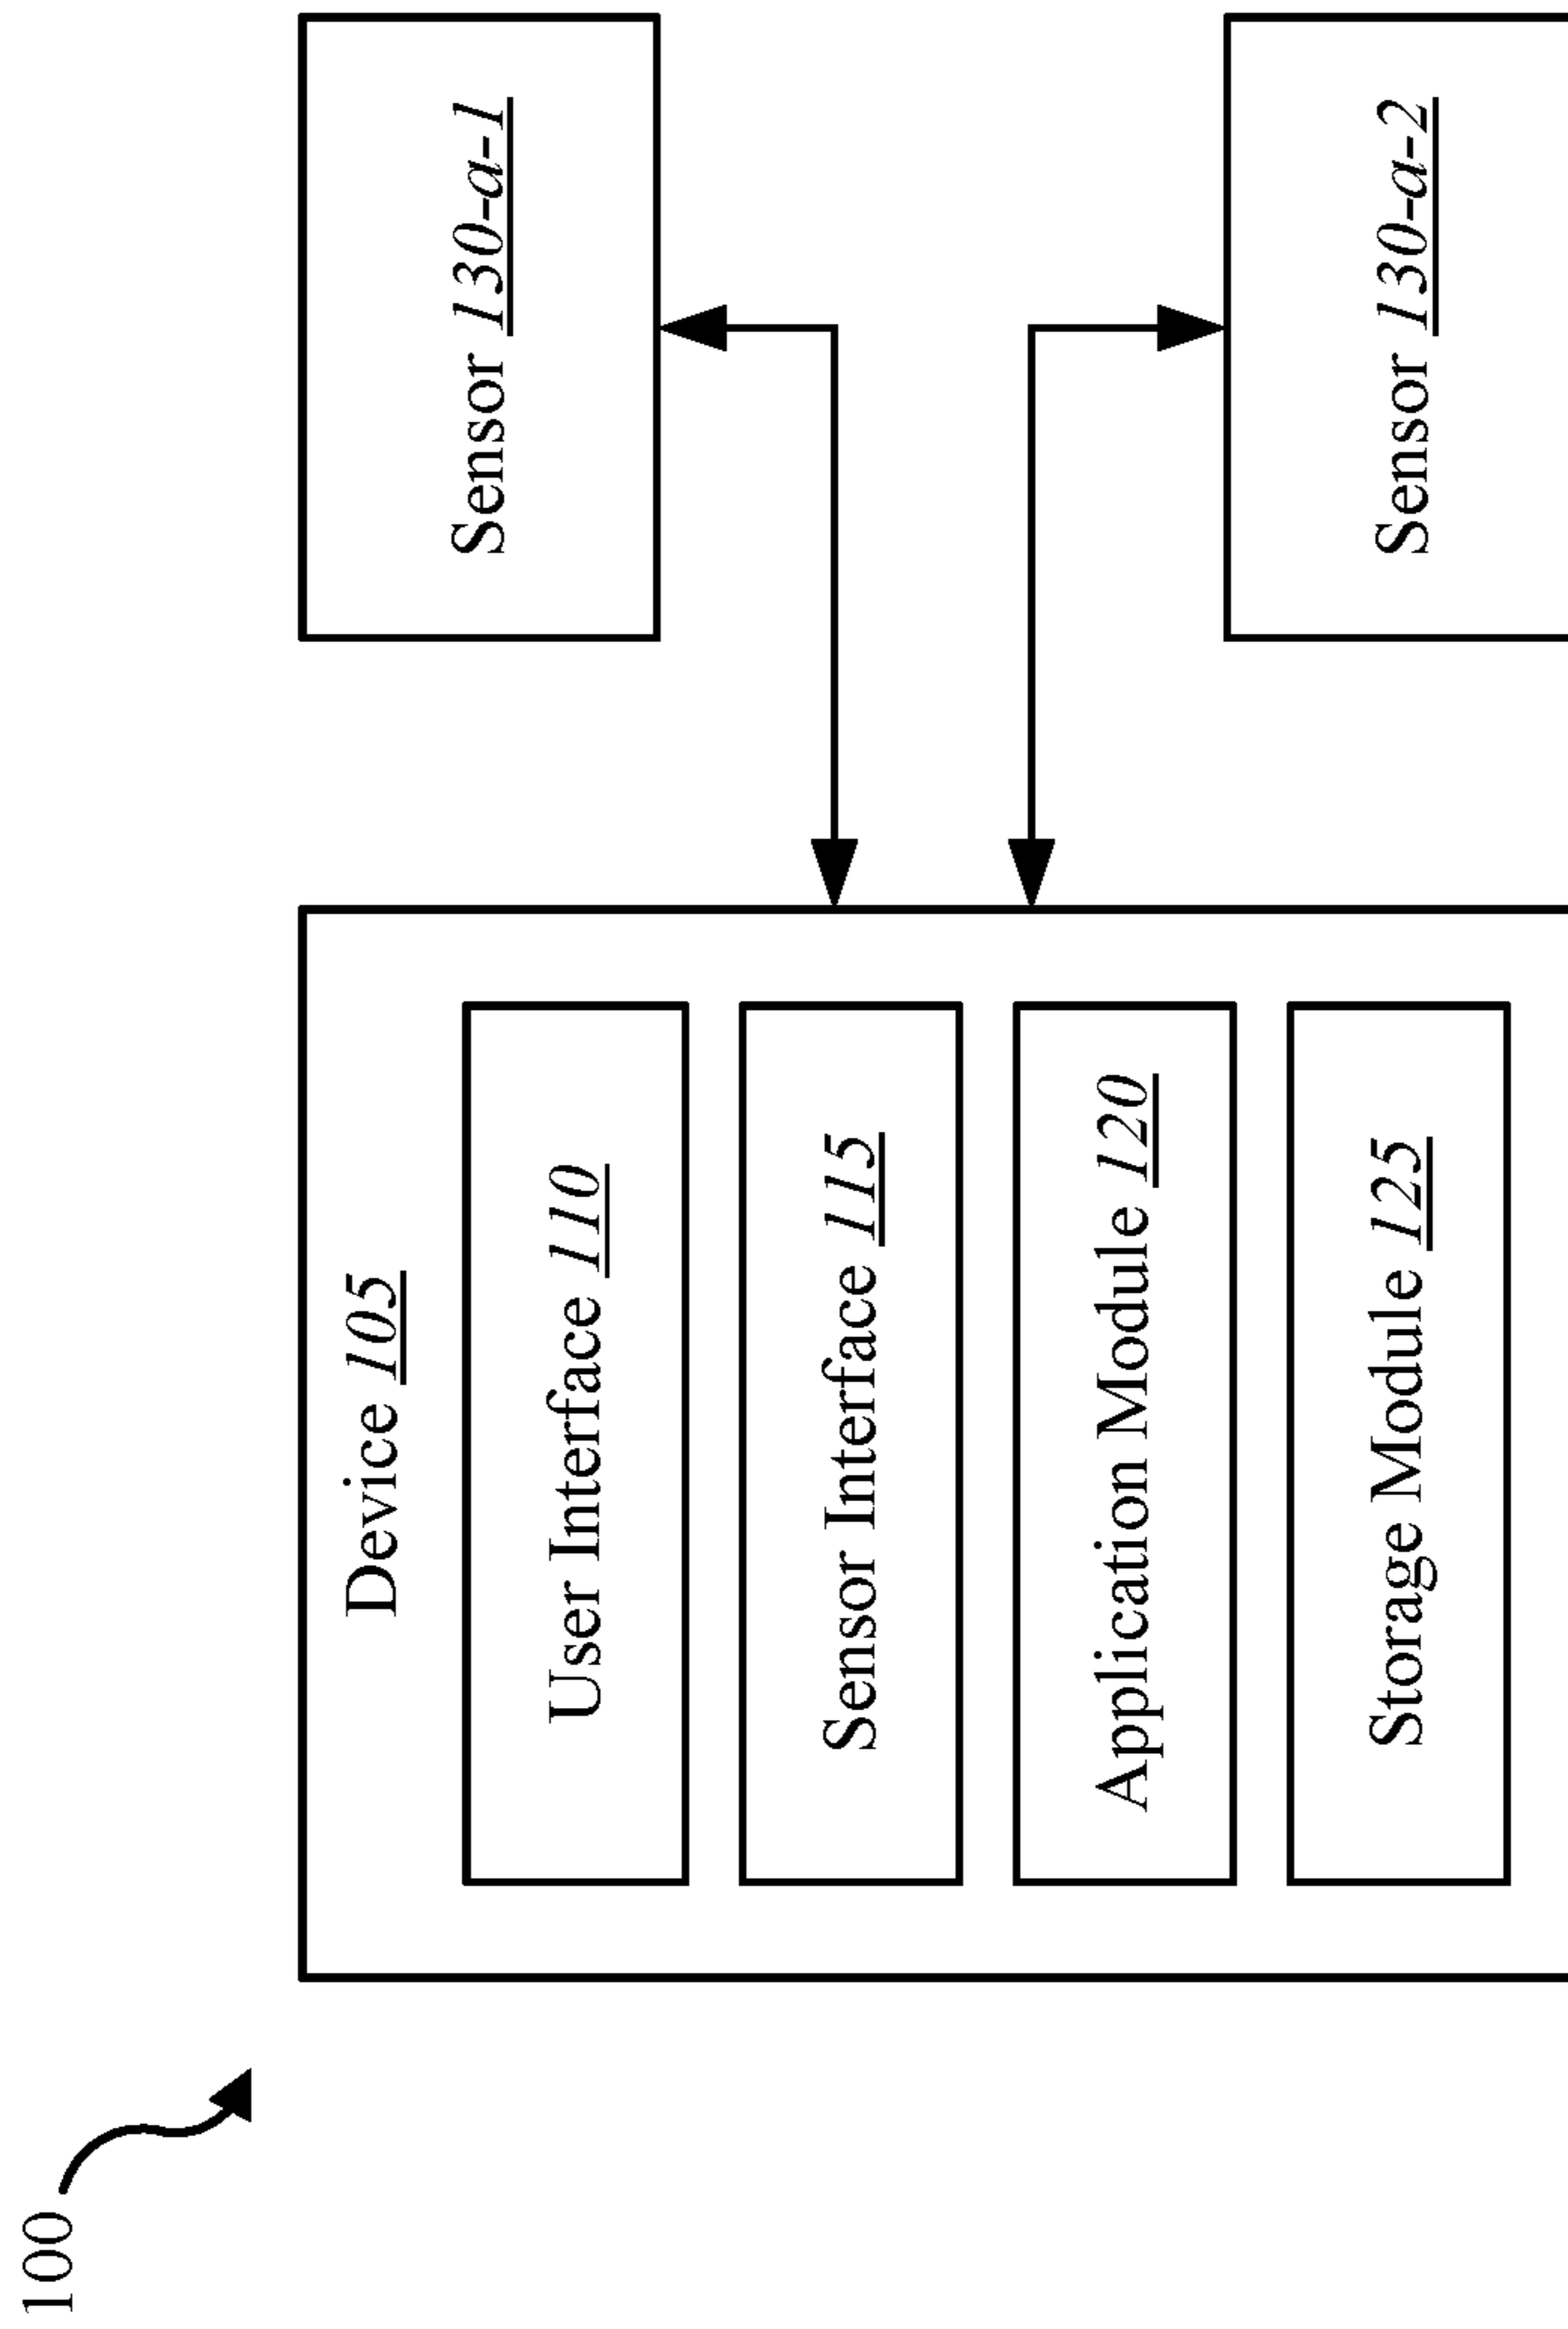 100
Device 105
User Interface 110
Sensor Interface 115
Application Module 120
Storage Module 125
Sensor 130-a-1
Sensor 130-a-2